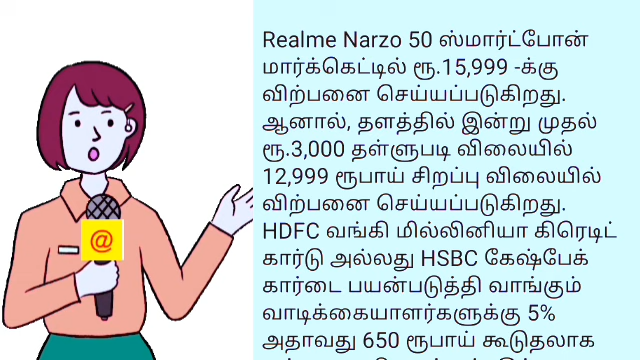 Realme Narzo 50 ஸ்மார்ட்போன்
மார்க்கெட்டில் ரூ.15,999 -க்கு
விற்பனை செய்யப்படுகிறது.
ஆனால், தளத்தில் இன்று முதல்
ரூ.3,000 தள்ளுபடி விலையில்
12,999 ரூபாய் சிறப்பு விலையில்
விற்பனை செய்யப்படுகிறது.
HDFC வங்கி மில்லினியா கிரெடிட்
கார்டு அல்லது HSBC கேஷ்பேக்
கார்டை பயன்படுத்தி வாங்கும்
வாடிக்கையாளர்களுக்கு 5%
அதாவது 650 ரூபாய் கூடுதலாக
@